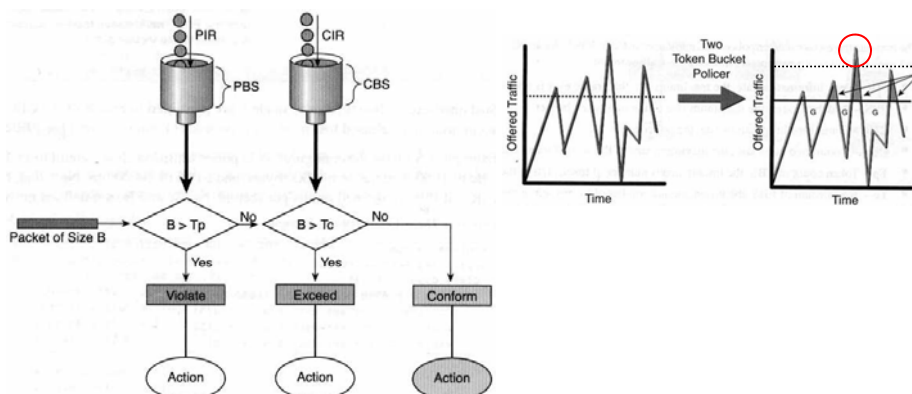 PIR
CIR
PBS
CBS
B > Tp
No
B > Tc
No
Packet of Size B
Yes
Yes
Violate
Exceed
Conform
Action
Action
Action
Offered Traffic
Time
Two
Token Bucket
Policer
Offered Traffic
G
G
G
Time